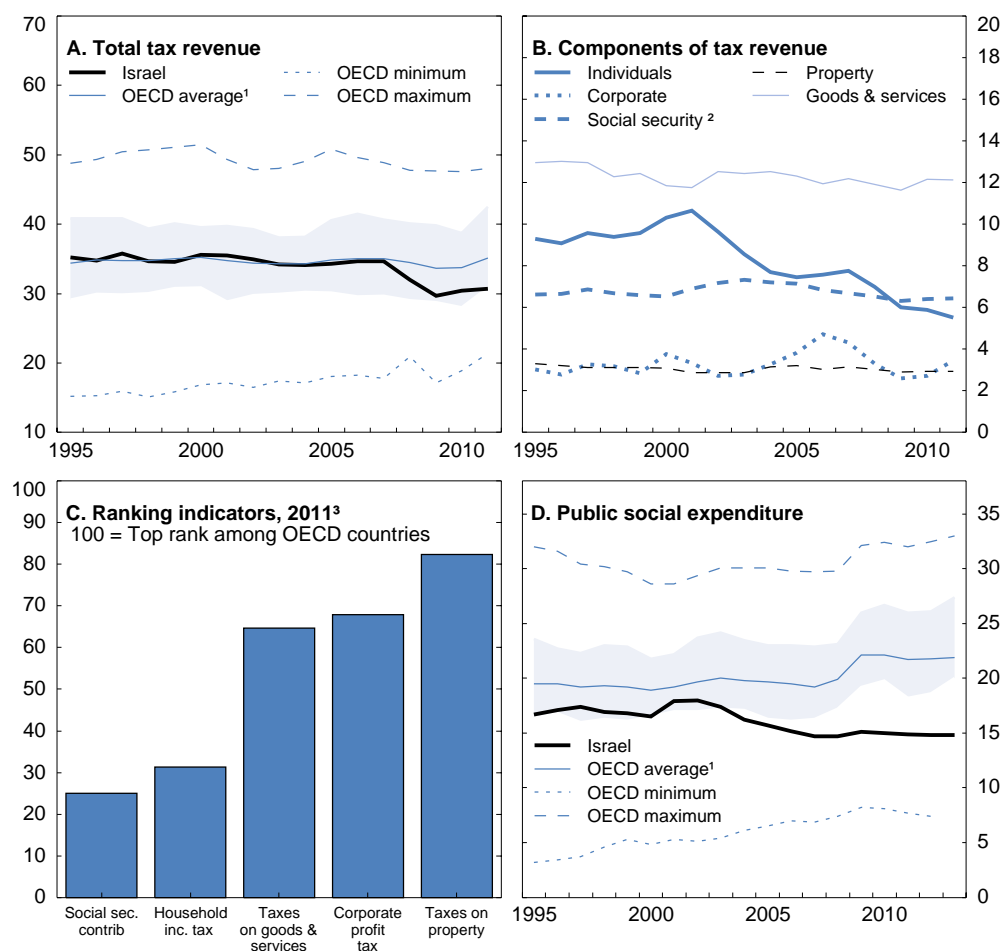 A. Total tax revenue
Israel
OECD average¹
OECD minimum
OECD maximum
70
60
50
40
30
20
10
1995 2000 2005 2010
B. Components of tax revenue
Individuals
Corporate
Social security ²
Property
Goods & services
20
18
16
14
12
10
8
6
4
2
0
1995 2000 2005 2010
C. Ranking indicators, 2011³
100 = Top rank among OECD countries
100
90
80
70
60
50
40
30
20
10
0
Social sec.
contrib
Household
inc. tax
Taxes
on goods &
services
Corporate
profit
tax
Taxes on
property
D. Public social expenditure
Israel
OECD average¹
OECD minimum
OECD maximum
35
30
25
20
15
10
5
0
1995 2000 2005 2010